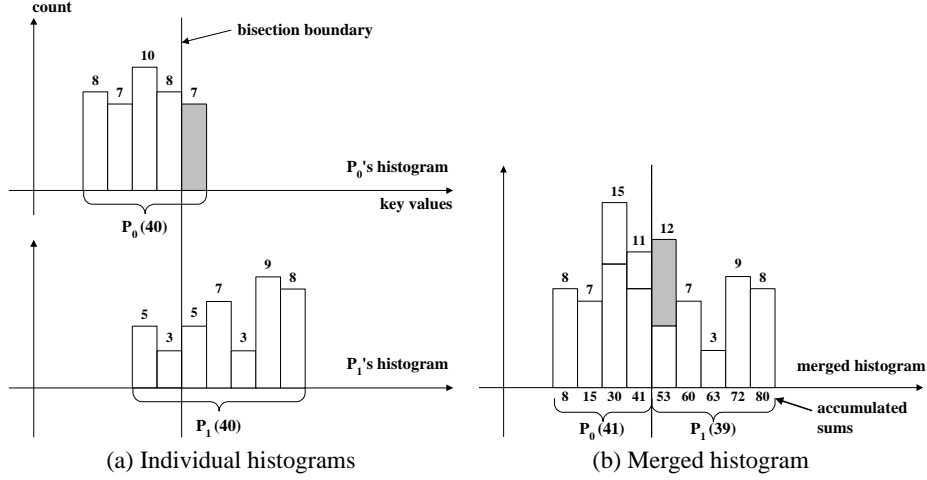 count
bisection boundary
8 7 10 8 7
P0's histogram
key values
P0 (40)
5 3 5 7 3 9 8
P1's histogram
P1 (40)
(a) Individual histograms
8 7 15 11 12 7 3 9 8
merged histogram
8 15 30 41 53 60 63 72 80
accumulated
sums
P0 (41) P1 (39)
(b) Merged histogram